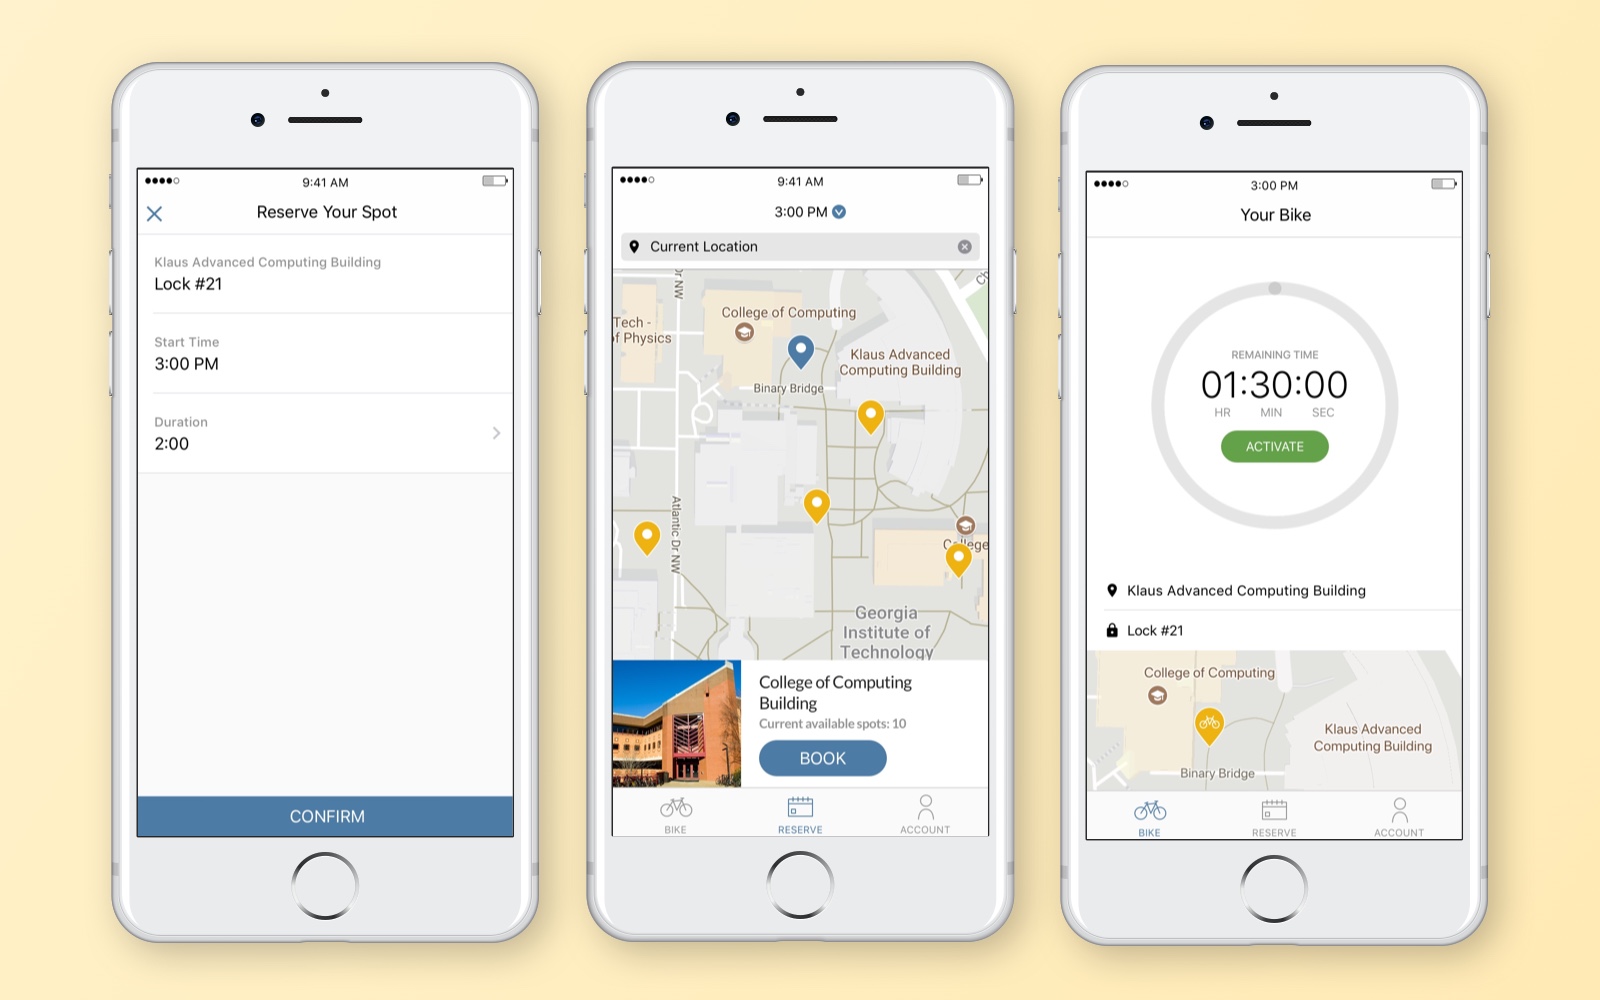 9:41 AM
Reserve Your Spot
Klaus Advanced Computing Building
Lock #21
Start Time
3:00 PM
Duration
2:00
CONFIRM
9:41 AM
3:00 PM
Current Location
Dr NW
College of Computing
Tech -
of Physics
Klaus Advanced
Computing Building
Binary Bridge
Atlantic Dr NW
College
Georgia
Institute of
Technology
College of Computing
Building
Current available spots: 10
BOOK
BIKE
RESERVE
ACCOUNT
3:00 PM
Your Bike
REMAINING TIME
01:30:00
HR MIN SEC
ACTIVATE
Klaus Advanced Computing Building
Lock #21
College of Computing
Klaus Advanced
Computing Building
Binary Bridge
BIKE
RESERVE
ACCOUNT